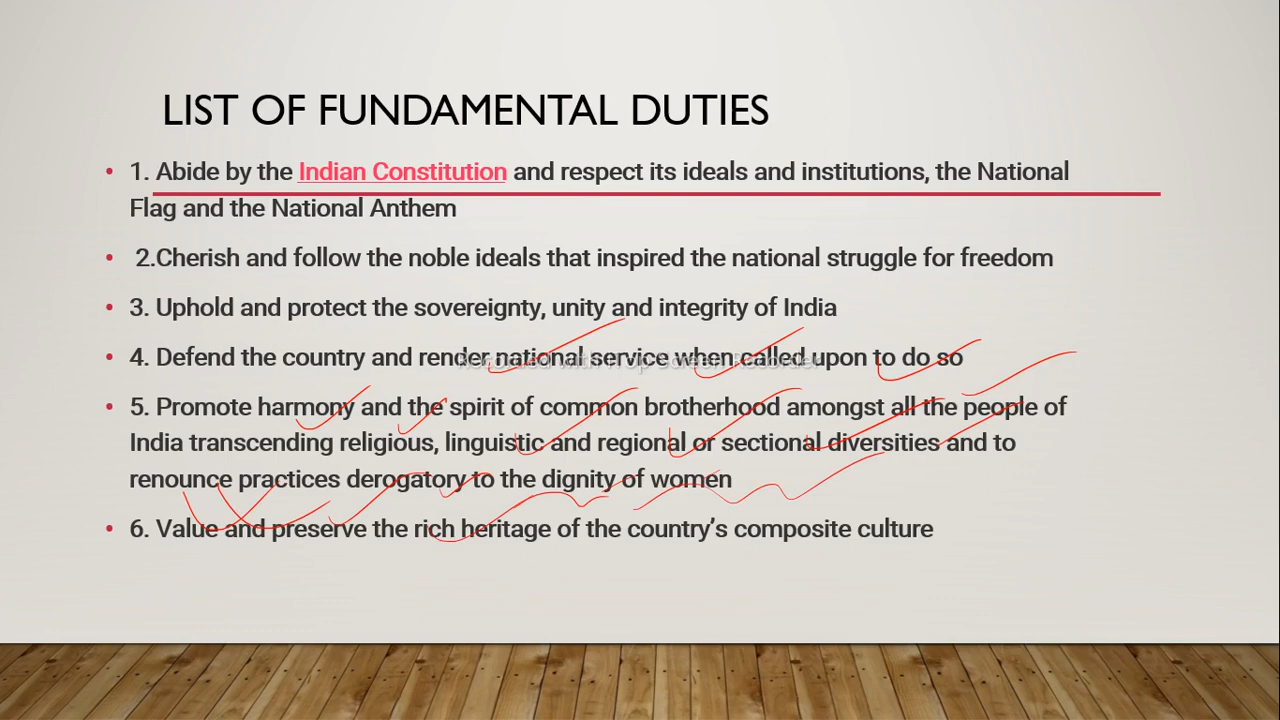 LIST OF FUNDAMENTAL DUTIES
• 1. Abide by the Indian Constitution and respect its ideals and institutions, the National
Flag and the National Anthem
• 2.Cherish and follow the noble ideals that inspired the national struggle for freedom
• 3. Uphold and protect the sovereignty, unity and integrity of India
• 4. Defend the country and render national service when called upon to do so
Recorded with iTop Screen Recorder
• 5. Promote harmony and the spirit of common brotherhood amongst all the people of
India transcending religious, linguistic and regional or sectional diversities and to
renounce practices derogatory to the dignity of women
• 6. Value and preserve the rich heritage of the country’s composite culture